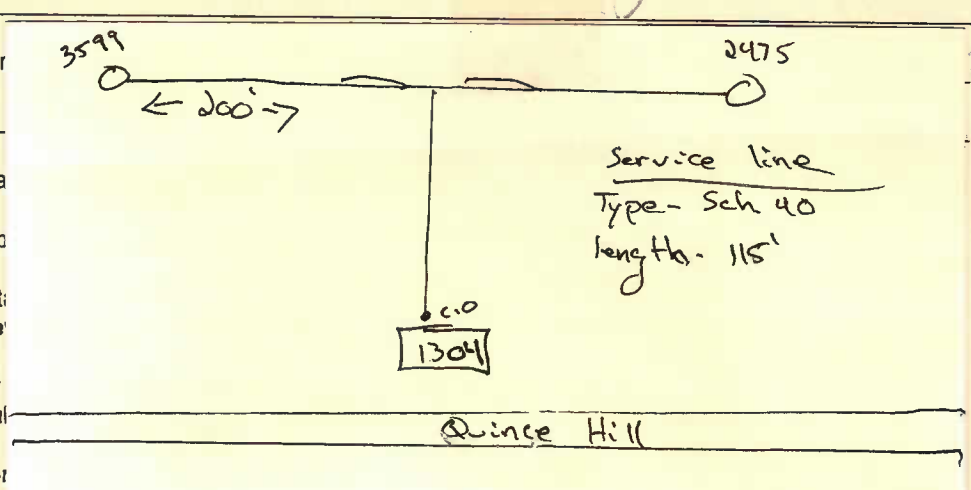 3599
2475
← 200' →
Service line
Type - Sch 40
length - 115'
c.o
1304
Quince Hill